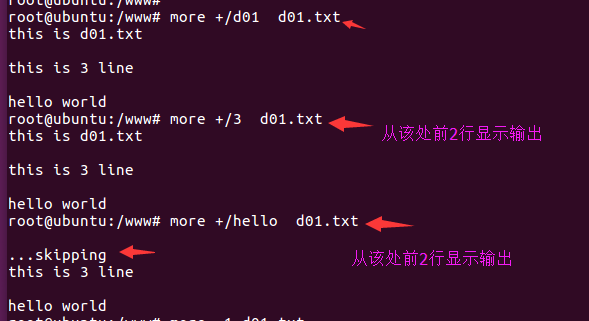 root@ubuntu:/www#
root@ubuntu:/www# more +/d01  d01.txt
this is d01.txt
this is 3 line
hello world
root@ubuntu:/www# more +/3  d01.txt
从该处前2行显示输出
this is d01.txt
this is 3 line
hello world
root@ubuntu:/www# more +/hello  d01.txt
...skipping
从该处前2行显示输出
this is 3 line
hello world
root@ubuntu:/www# more -1 d01.txt